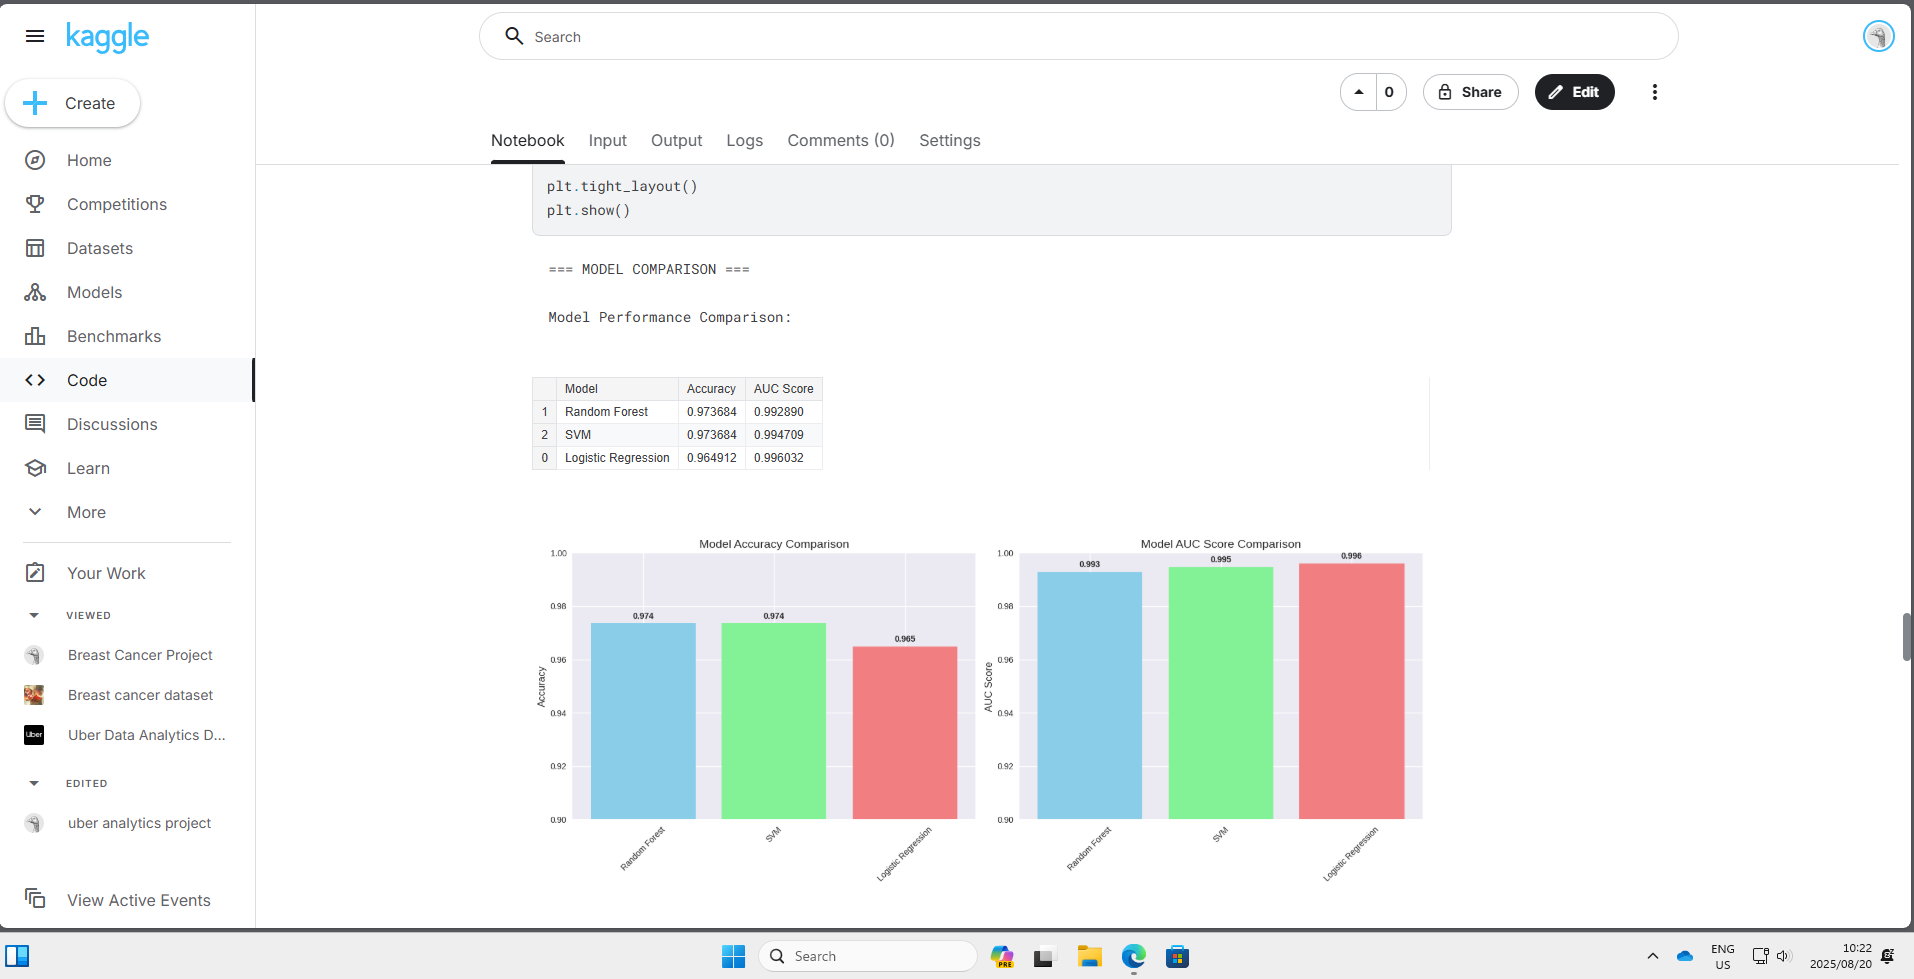 kaggle
Search
Create
0
Share
Edit
Notebook
Input
Output
Logs
Comments (0)
Settings
Home
Competitions
Datasets
Models
Benchmarks
Code
Discussions
Learn
More
Your Work
VIEWED
Breast Cancer Project
Breast cancer dataset
Uber
Uber Data Analytics D...
EDITED
uber analytics project
View Active Events
plt.tight_layout()
plt.show()
=== MODEL COMPARISON ===
Model Performance Comparison:
Model Accuracy AUC Score
1 Random Forest 0.973684 0.992890
2 SVM 0.973684 0.994709
0 Logistic Regression 0.964912 0.996032
Model Accuracy Comparison
1.00
0.98
0.96
0.94
0.92
0.90
Accuracy
0.974
0.974
0.965
Random Forest
SVM
Logistic Regression
Model AUC Score Comparison
1.00
0.98
0.96
0.94
0.92
0.90
AUC Score
0.993
0.995
0.996
Random Forest
SVM
Logistic Regression
Search
PRE
ENG
US
10:22
2025/08/20